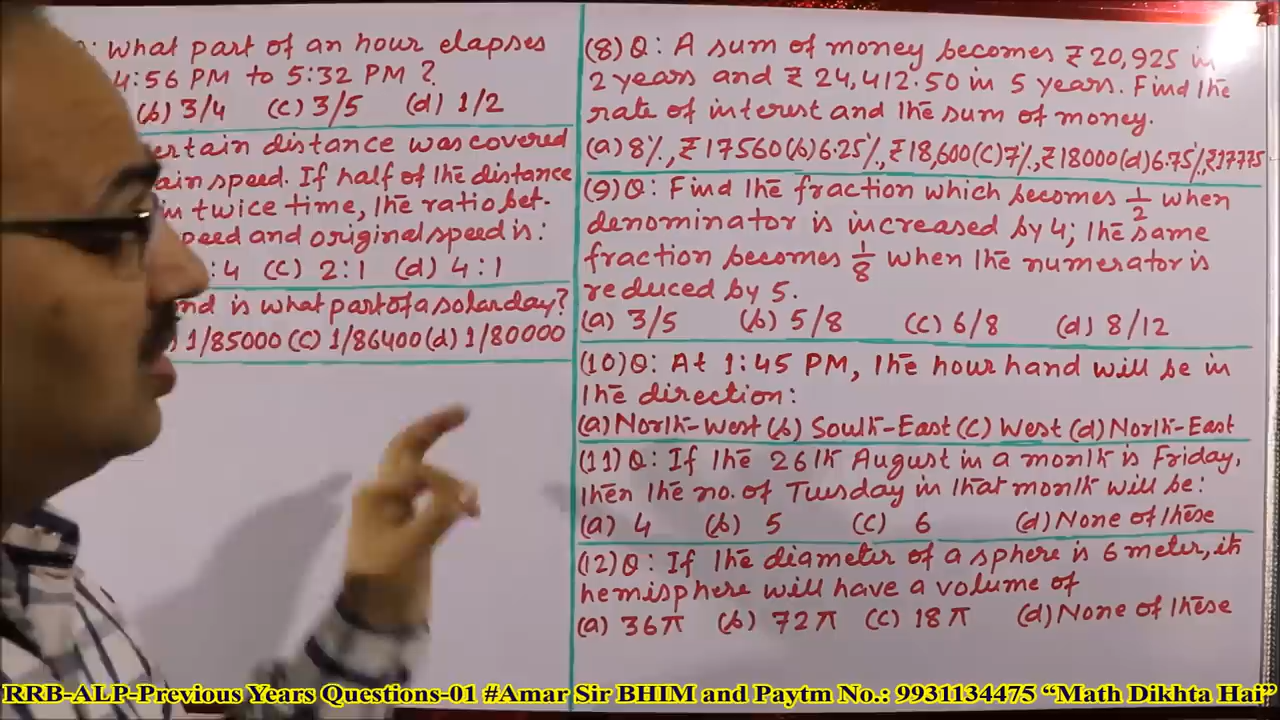 : What part of an hour elapses
4:56 PM to 5:32 PM ?
(b) 3/4 (c) 3/5 (d) 1/2
ertain distance was covered
ain speed. If half of the distance
in twice time, the ratio bet-
peed and original speed is :
:4 (c) 2:1 (d) 4:1
nd is what part of a solar day?
) 1/85000 (c) 1/86400 (d) 1/80000
(8) Q: A sum of money becomes ₹ 20,925 in
2 years and ₹ 24,412.50 in 5 years. Find the
rate of interest and the sum of money.
(a) 8%, ₹17560 (b) 6.25%, ₹18,600 (c) 7%, ₹18000 (d) 6.75%, ₹17775
(9) Q: Find the fraction which becomes 1/2 when
denominator is increased by 4; the same
fraction becomes 1/8 when the numerator is
reduced by 5.
(a) 3/5 (b) 5/8 (c) 6/8 (d) 8/12
(10) Q: At 1:45 PM, the hour hand will be in
the direction:
(a) North-West (b) South-East (c) West (d) North-East
(11) Q: If the 26th August in a month is Friday,
then the no. of Tuesday in that month will be:
(a) 4 (b) 5 (c) 6 (d) None of these
(12) Q: If the diameter of a sphere is 6 meter, its
hemisphere will have a volume of
(a) 36π (b) 72π (c) 18π (d) None of these
RRB-ALP-Previous Years Questions-01 #Amar Sir BHIM and Paytm No.: 9931134475 “Math Dikhta Hai”